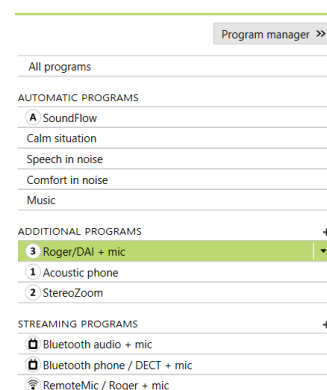 Program manager »
All programs
AUTOMATIC PROGRAMS
A SoundFlow
Calm situation
Speech in noise
Comfort in noise
Music
ADDITIONAL PROGRAMS +
3 Roger/DAI + mic
1 Acoustic phone
2 StereoZoom
STREAMING PROGRAMS +
Bluetooth audio + mic
Bluetooth phone / DECT + mic
RemoteMic / Roger + mic